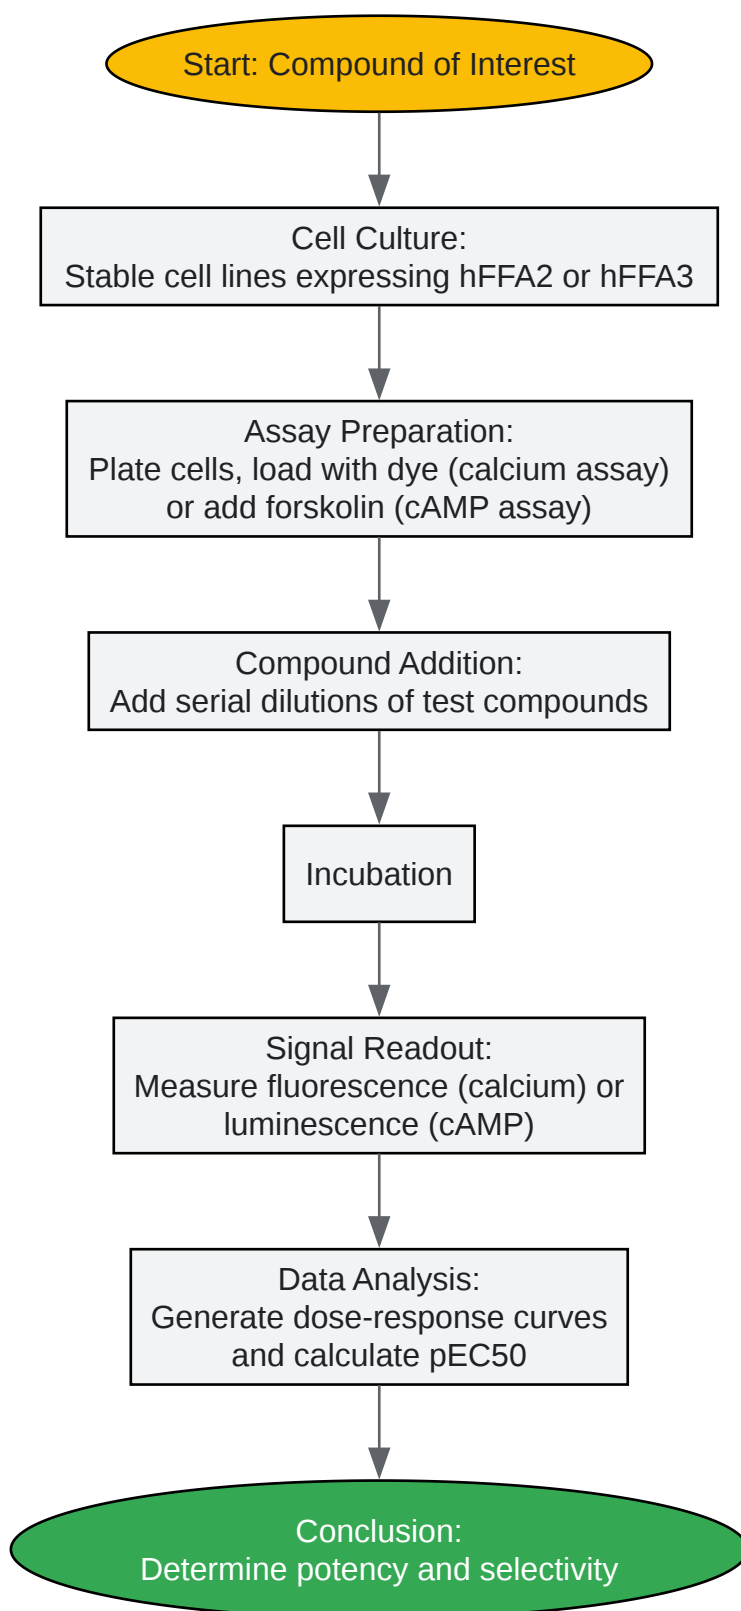 Start: Compound of Interest
Cell Culture:
Stable cell lines expressing hFFA2 or hFFA3
Assay Preparation:
Plate cells, load with dye (calcium assay)
or add forskolin (cAMP assay)
Compound Addition:
Add serial dilutions of test compounds
Incubation
Signal Readout:
Measure fluorescence (calcium) or
luminescence (cAMP)
Data Analysis:
Generate dose-response curves
and calculate pEC50
Conclusion:
Determine potency and selectivity